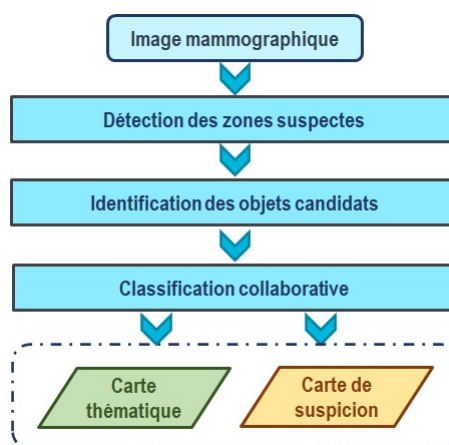 Image mammographique
Détection des zones suspectes
Identification des objets candidats
Classification collaborative
Carte
thématique
Carte de
suspicion